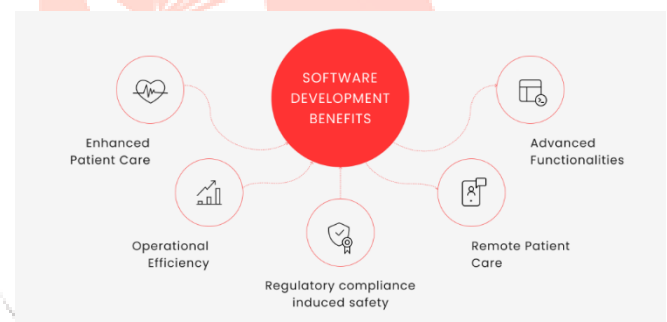 SOFTWARE
DEVELOPMENT
BENEFITS
Enhanced
Patient Care
Advanced
Functionalities
Operational
Efficiency
Remote Patient
Care
Regulatory compliance
induced safety